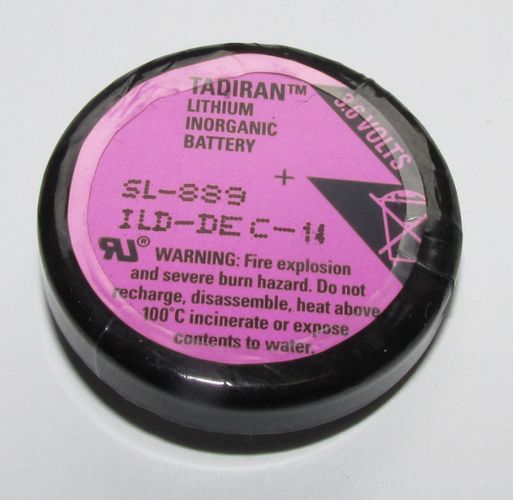 TADIRAN™
LITHIUM
INORGANIC
BATTERY
3.6 VOLTS
+
SL-889
ILD-DEC-11
®
WARNING: Fire explosion
and severe burn hazard. Do not
recharge, disassemble, heat above
100°C incinerate or expose
contents to water.